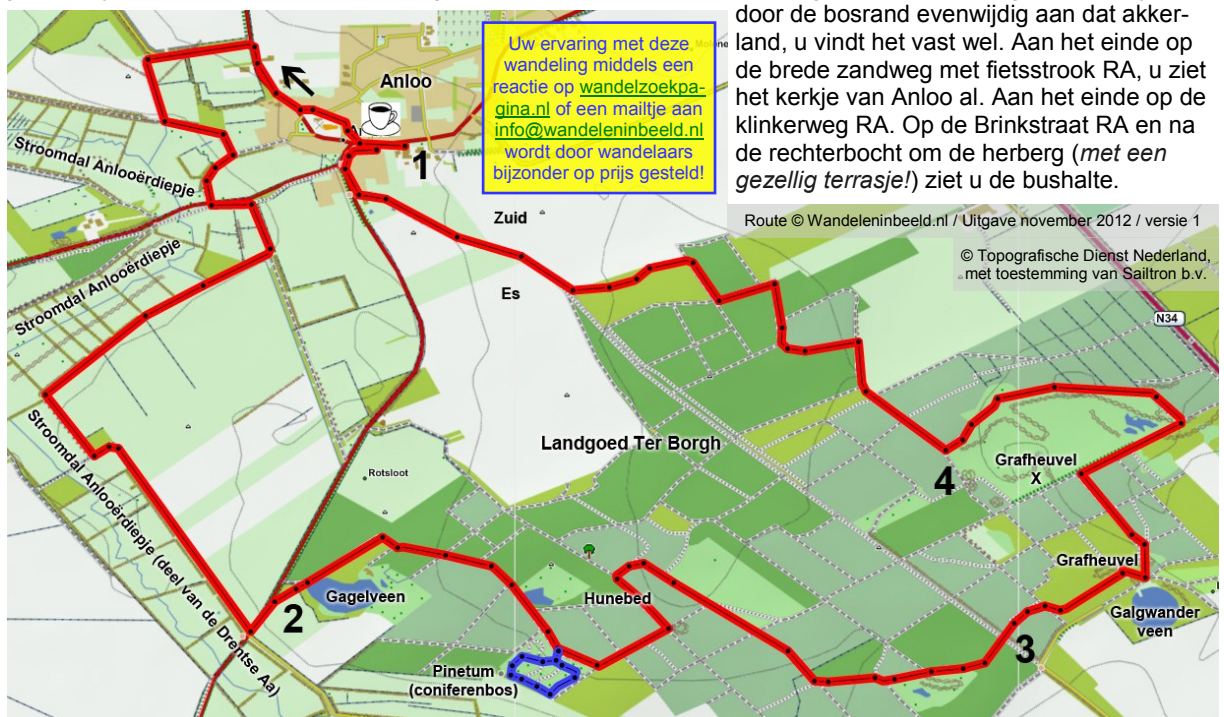 door de bosrand evenwijdig aan dat akker-
land, u vindt het vast wel. Aan het einde op
de brede zandweg met fietsstrook RA, u ziet
het kerkje van Anloo al. Aan het einde op de
klinkerweg RA. Op de Brinkstraat RA en na
de rechterbocht om de herberg (met een
gezellig terrasje!) ziet u de bushalte.
Route © Wandeleninbeeld.nl / Uitgave november 2012 / versie 1
© Topografische Dienst Nederland,
met toestemming van Sailtron b.v.
Uw ervaring met deze
wandeling middels een
reactie op wandelzoekpa-
gina.nl of een mailtje aan
info@wandeleninbeeld.nl
wordt door wandelaars
bijzonder op prijs gesteld!
Anloo
1
Stroomdal Anlooërdiepje
Zuid
Es
Stroomdal Anlooërdiepje
N34
Stroomdal Anlooërdiepje (deel van de Drentse Aa)
Landgoed Ter Borgh
Rotsloot
4
Grafheuvel
X
Grafheuvel
2
Gagelveen
Hunebed
Galgwander
veen
3
Pinetum
(coniferenbos)